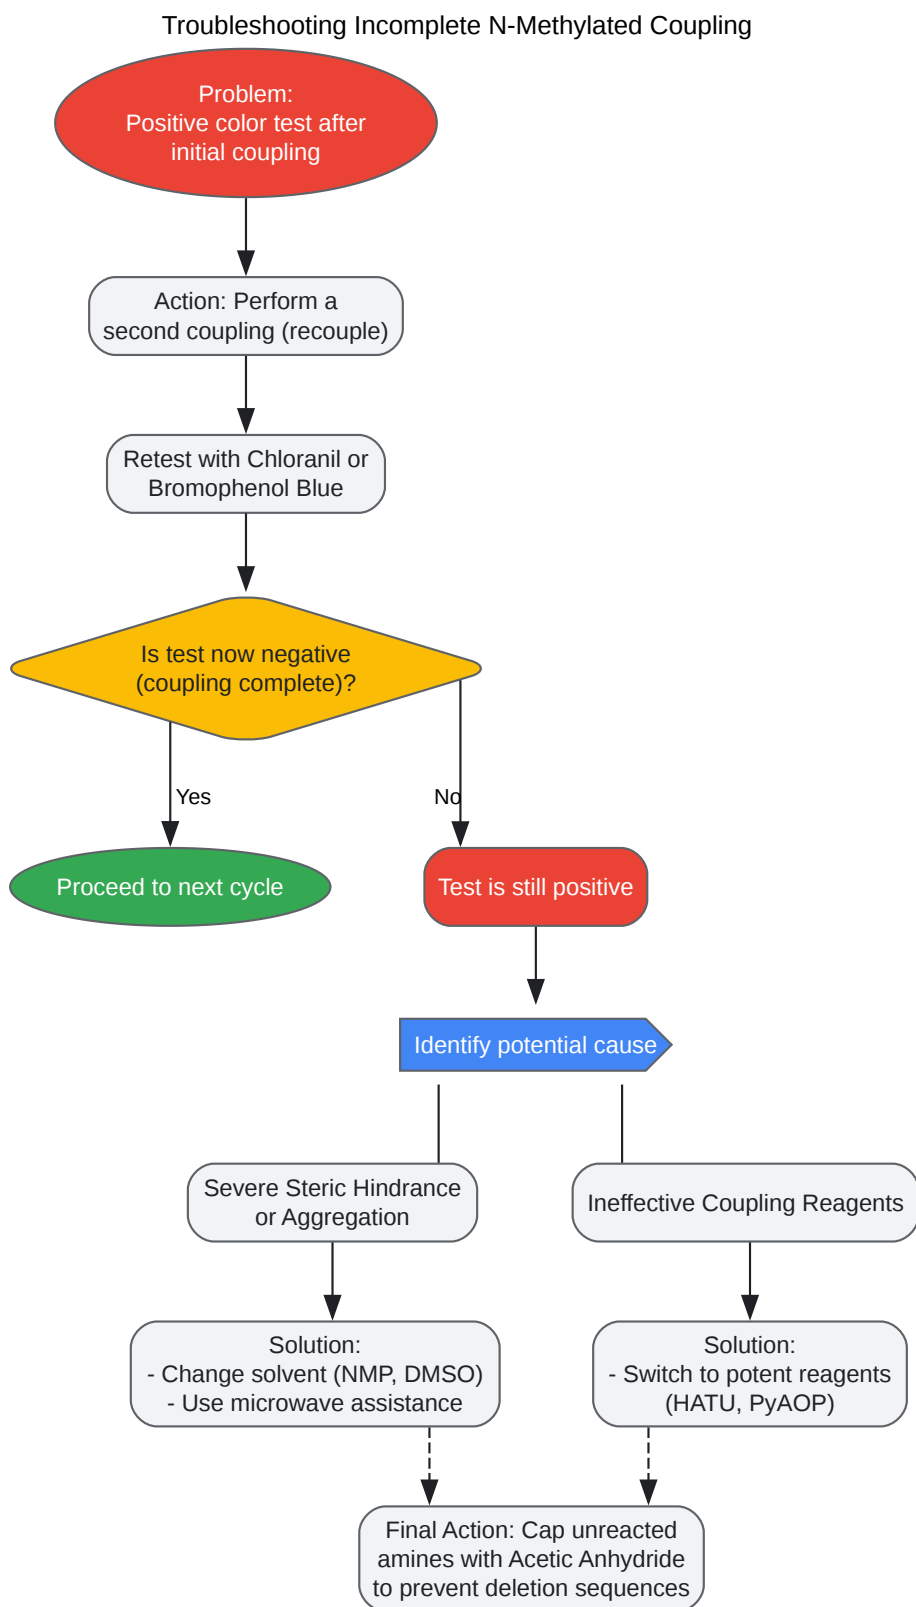 Troubleshooting Incomplete N-Methylated Coupling
Problem:
Positive color test after
initial coupling
Action: Perform a
second coupling (recouple)
Retest with Chloranil or
Bromophenol Blue
Is test now negative
(coupling complete)?
Yes
No
Proceed to next cycle
Test is still positive
Identify potential cause
Severe Steric Hindrance
or Aggregation
Ineffective Coupling Reagents
Solution:
- Change solvent (NMP, DMSO)
- Use microwave assistance
Solution:
- Switch to potent reagents
(HATU, PyAOP)
Final Action: Cap unreacted
amines with Acetic Anhydride
to prevent deletion sequences